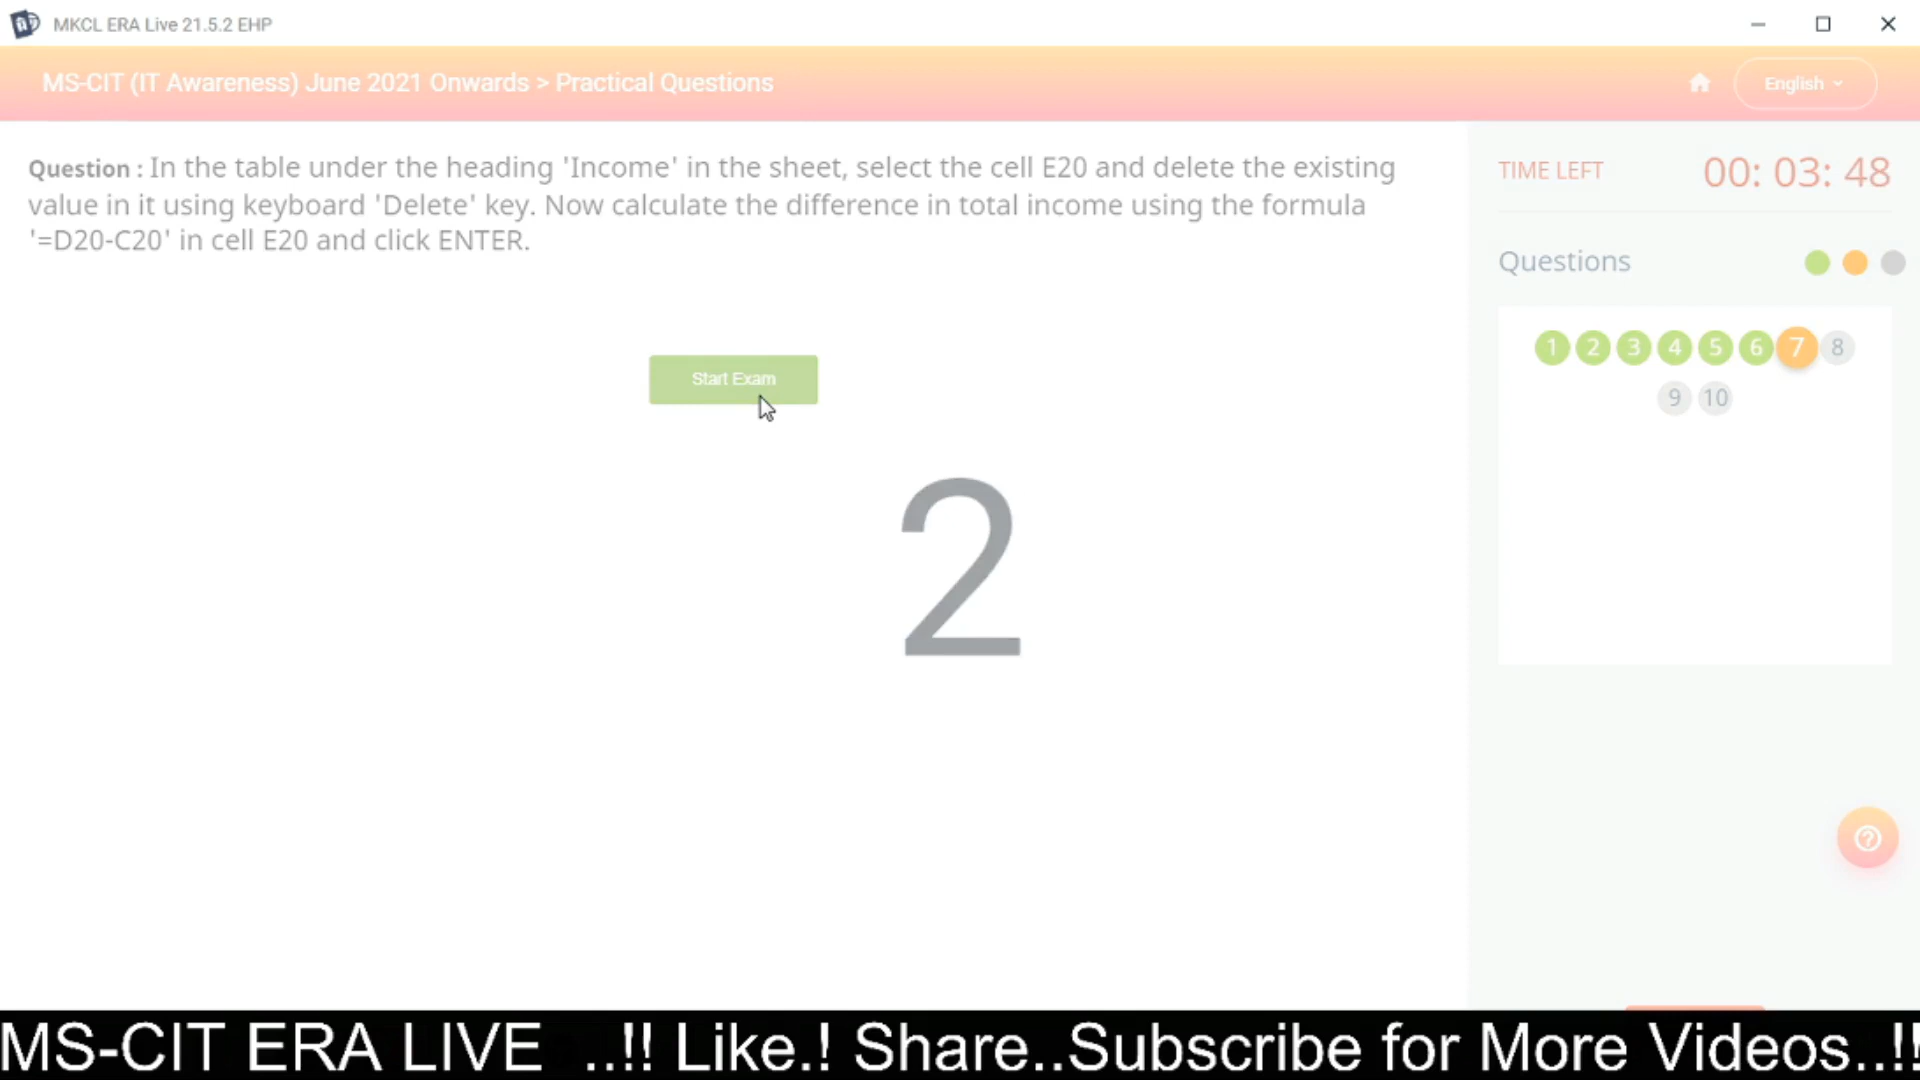 MKCL ERA Live 21.5.2 EHP
MS-CIT (IT Awareness) June 2021 Onwards > Practical Questions
English
Question : In the table under the heading 'Income' in the sheet, select the cell E20 and delete the existing
value in it using keyboard 'Delete' key. Now calculate the difference in total income using the formula
'=D20-C20' in cell E20 and click ENTER.
TIME LEFT 00: 03: 48
Questions
1 2 3 4 5 6 7 8
9 10
Start Exam
2
MS-CIT ERA LIVE ..!! Like.! Share..Subscribe for More Videos..!!